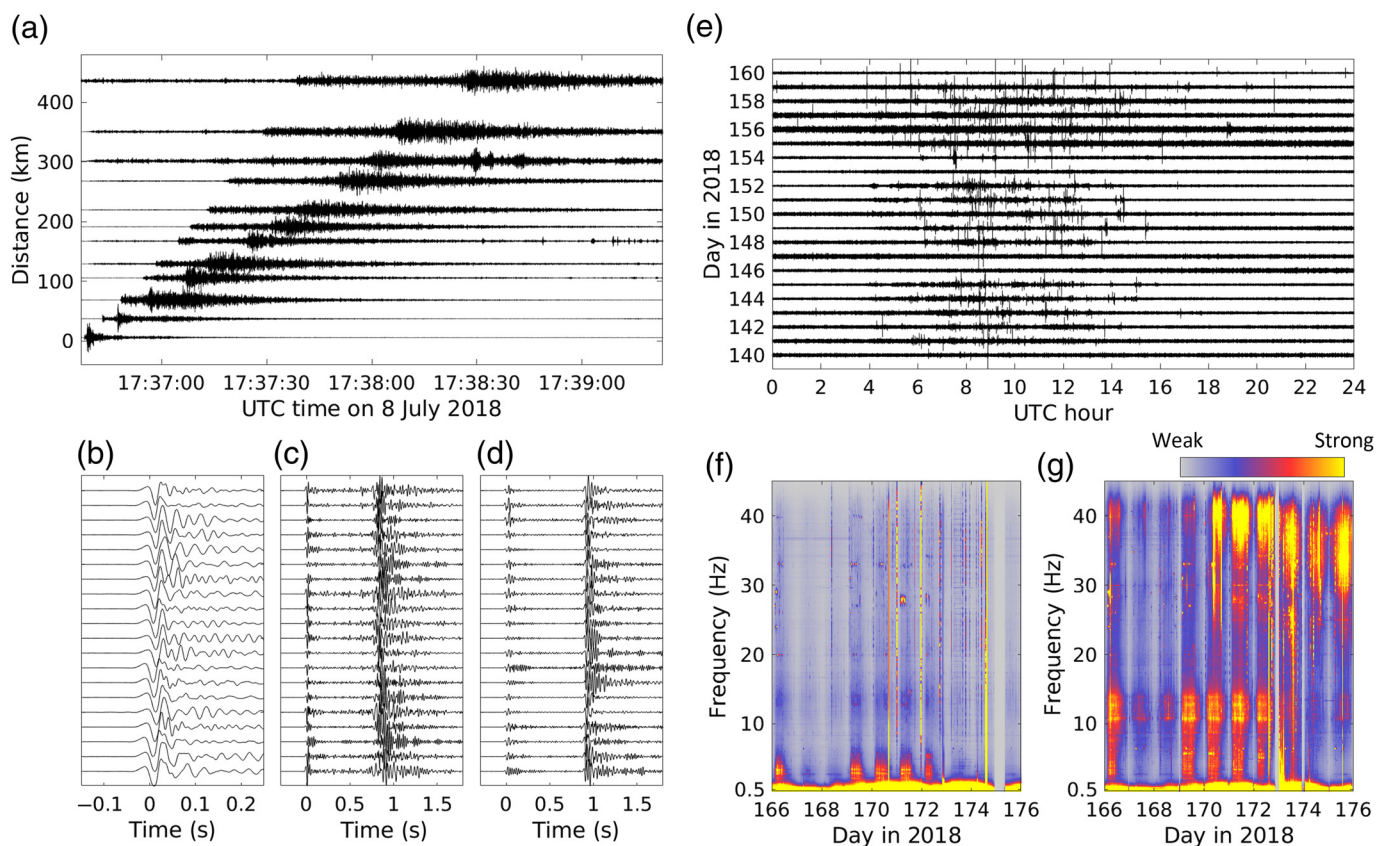 (a)
Distance (km)
400
300
200
100
0
17:37:00 17:37:30 17:38:00 17:38:30 17:39:00
UTC time on 8 July 2018
(e)
Day in 2018
160
158
156
154
152
150
148
146
144
142
140
0 2 4 6 8 10 12 14 16 18 20 22 24
UTC hour
(b)
−0.1 0 0.1 0.2
Time (s)
(c)
0 0.5 1 1.5
Time (s)
(d)
0 0.5 1 1.5
Time (s)
Weak Strong
(f)
Frequency (Hz)
40
30
20
10
0.5
166 168 170 172 174 176
Day in 2018
(g)
Frequency (Hz)
40
30
20
10
0.5
166 168 170 172 174 176
Day in 2018